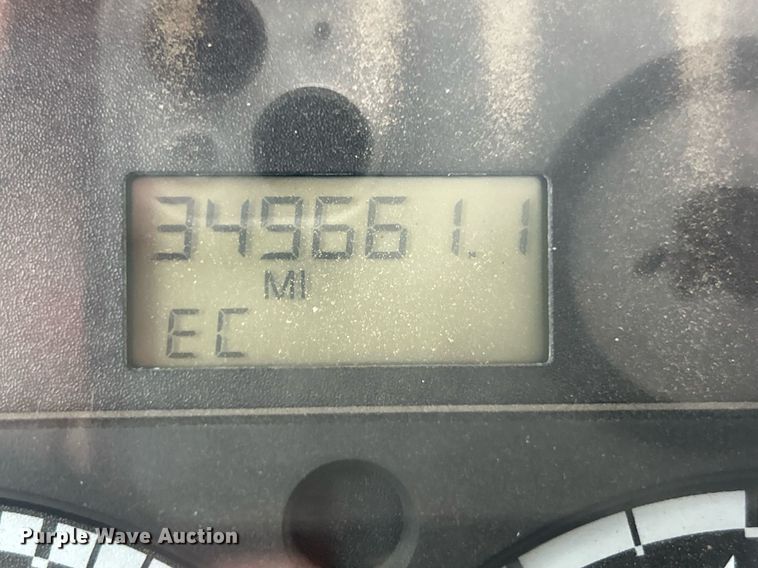 349661.1
MI
EC
Purple Wave Auction